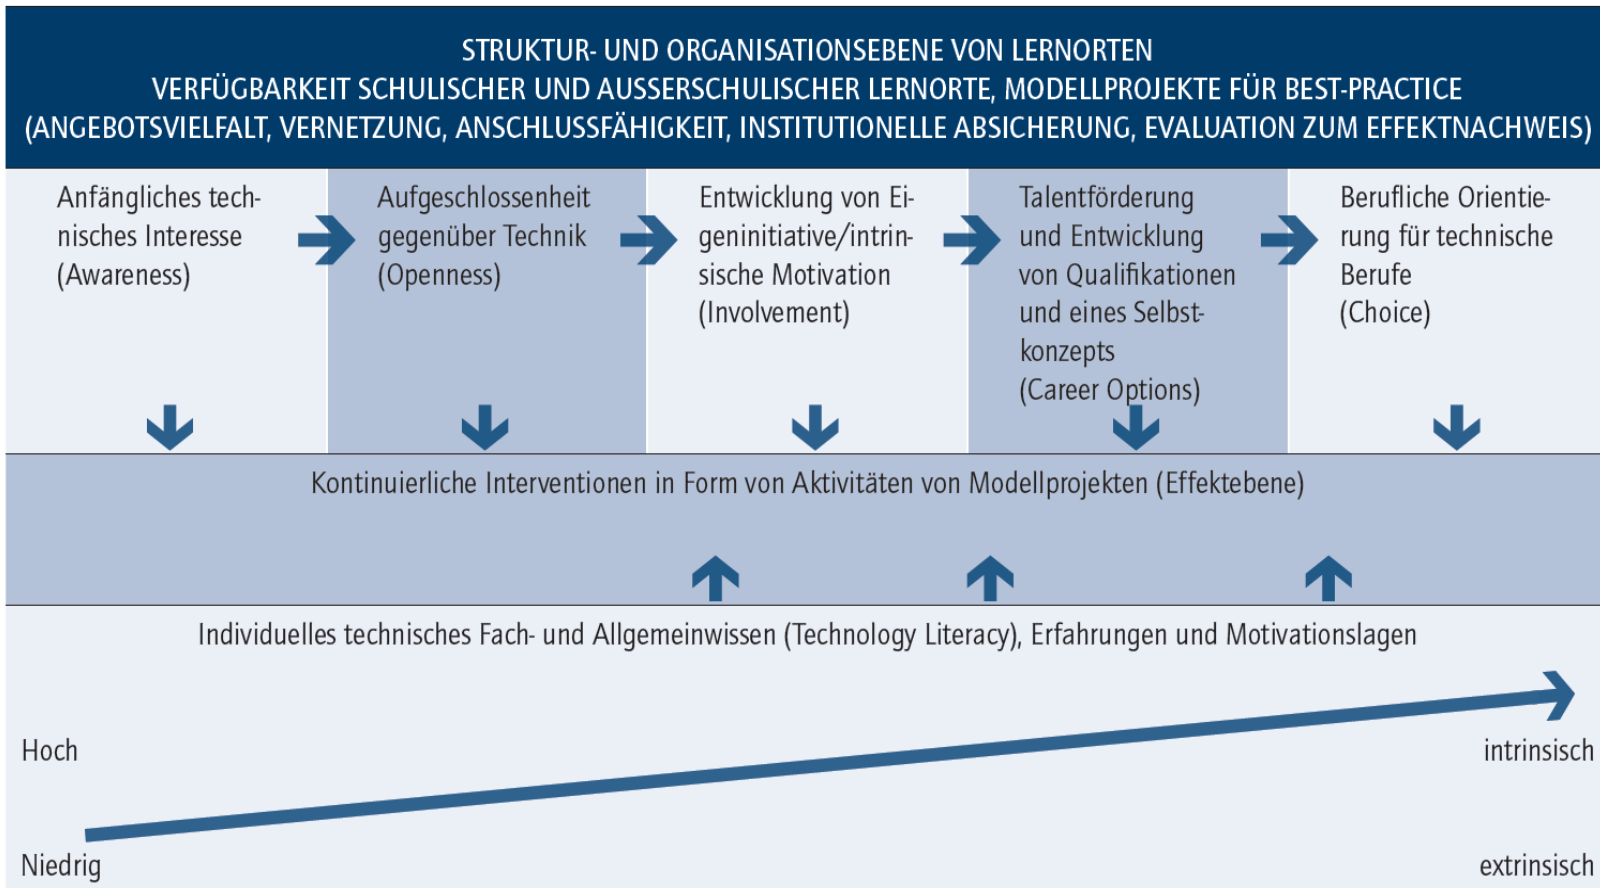 STRUKTUR- UND ORGANISATIONSEBENE VON LERNORTEN
VERFÜGBARKEIT SCHULISCHER UND AUSSERSCHULISCHER LERNORTE, MODELLPROJEKTE FÜR BEST-PRACTICE
(ANGEBOTSVIELFALT, VERNETZUNG, ANSCHLUSSFÄHIGKEIT, INSTITUTIONELLE ABSICHERUNG, EVALUATION ZUM EFFEKTNACHWEIS)
Anfängliches tech-
nisches Interesse
(Awareness)
Aufgeschlossenheit
gegenüber Technik
(Openness)
Entwicklung von Ei-
geninitiative/intrin-
sische Motivation
(Involvement)
Talentförderung
und Entwicklung
von Qualifikationen
und eines Selbst-
konzepts
(Career Options)
Berufliche Orientie-
rung für technische
Berufe
(Choice)
Kontinuierliche Interventionen in Form von Aktivitäten von Modellprojekten (Effektebene)
Individuelles technisches Fach- und Allgemeinwissen (Technology Literacy), Erfahrungen und Motivationslagen
Hoch
intrinsisch
Niedrig
extrinsisch